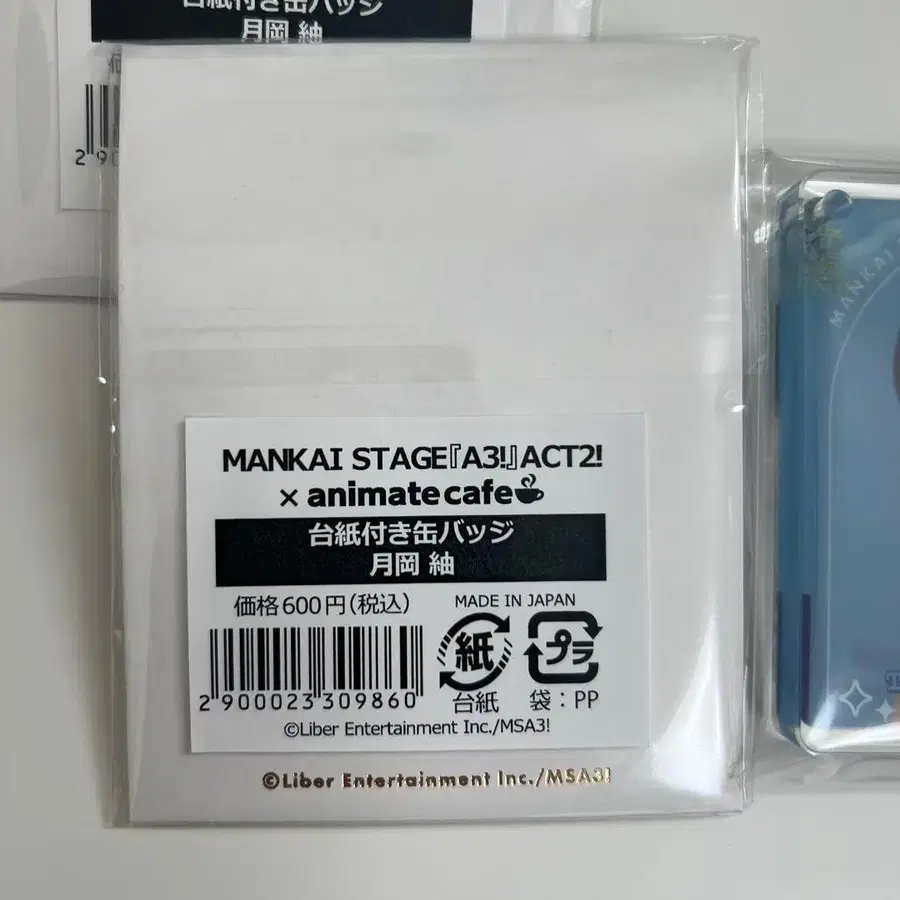 台紙付き缶バッジ
月岡 紬
290
MANKAI STAGE『A3!』ACT2!
× animatecafe
台紙付き缶バッジ
月岡 紬
価格600円(税込)
MADE IN JAPAN
紙
プラ
台紙
袋：PP
2900023309860
©Liber Entertainment Inc./MSA3!
©Liber Entertainment Inc./MSA3!
MANKAI